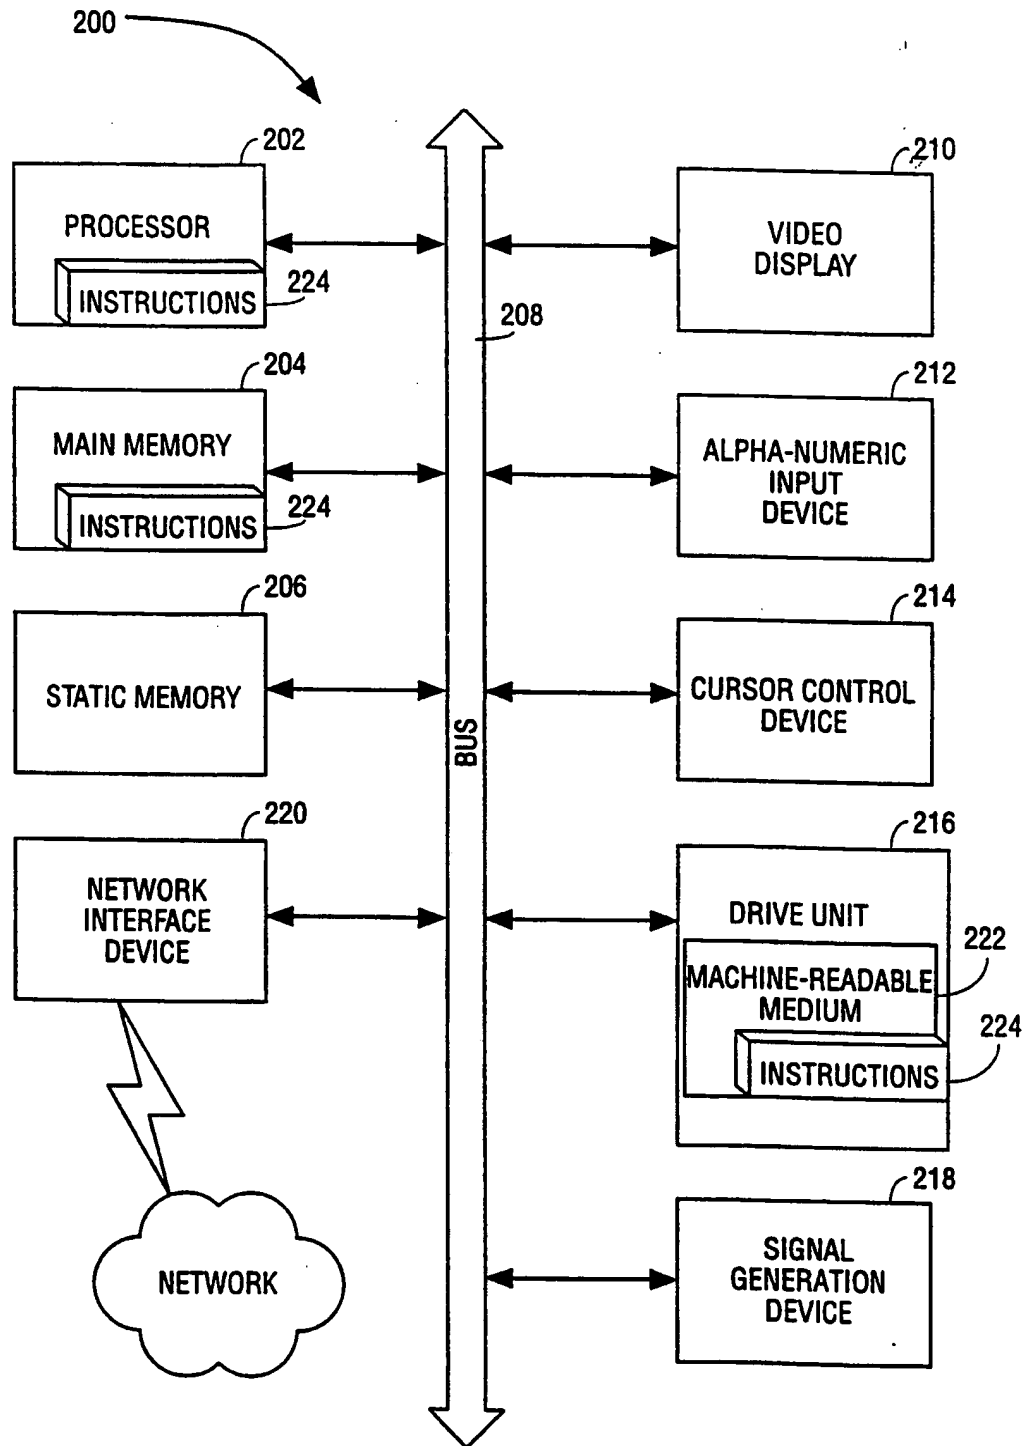 200
202
PROCESSOR
INSTRUCTIONS
224
204
MAIN MEMORY
INSTRUCTIONS
224
206
STATIC MEMORY
220
NETWORK
INTERFACE
DEVICE
NETWORK
208
BUS
210
VIDEO
DISPLAY
212
ALPHA-NUMERIC
INPUT
DEVICE
214
CURSOR CONTROL
DEVICE
216
DRIVE UNIT
222
MACHINE-READABLE
MEDIUM
224
INSTRUCTIONS
218
SIGNAL
GENERATION
DEVICE